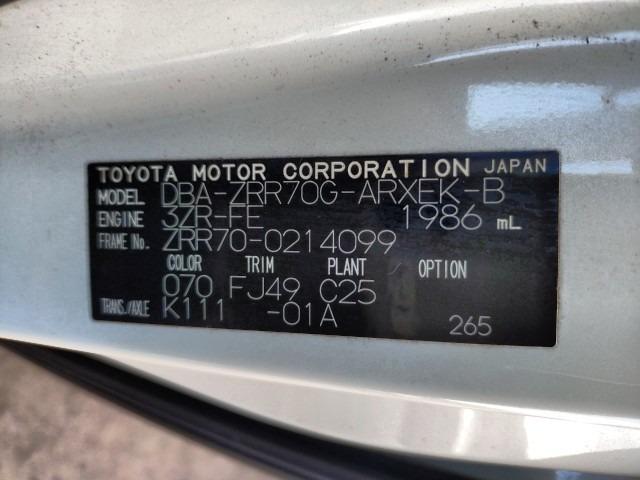 TOYOTA MOTOR CORPORATION JAPAN
MODEL DBA-ZRR70G-ARXEK-B
ENGINE 3ZR-FE 1986 mL
FRAME No. ZRR70-0214099
COLOR TRIM PLANT OPTION
070 FJ49 C25
TRANS./AXLE K111 -01A
265